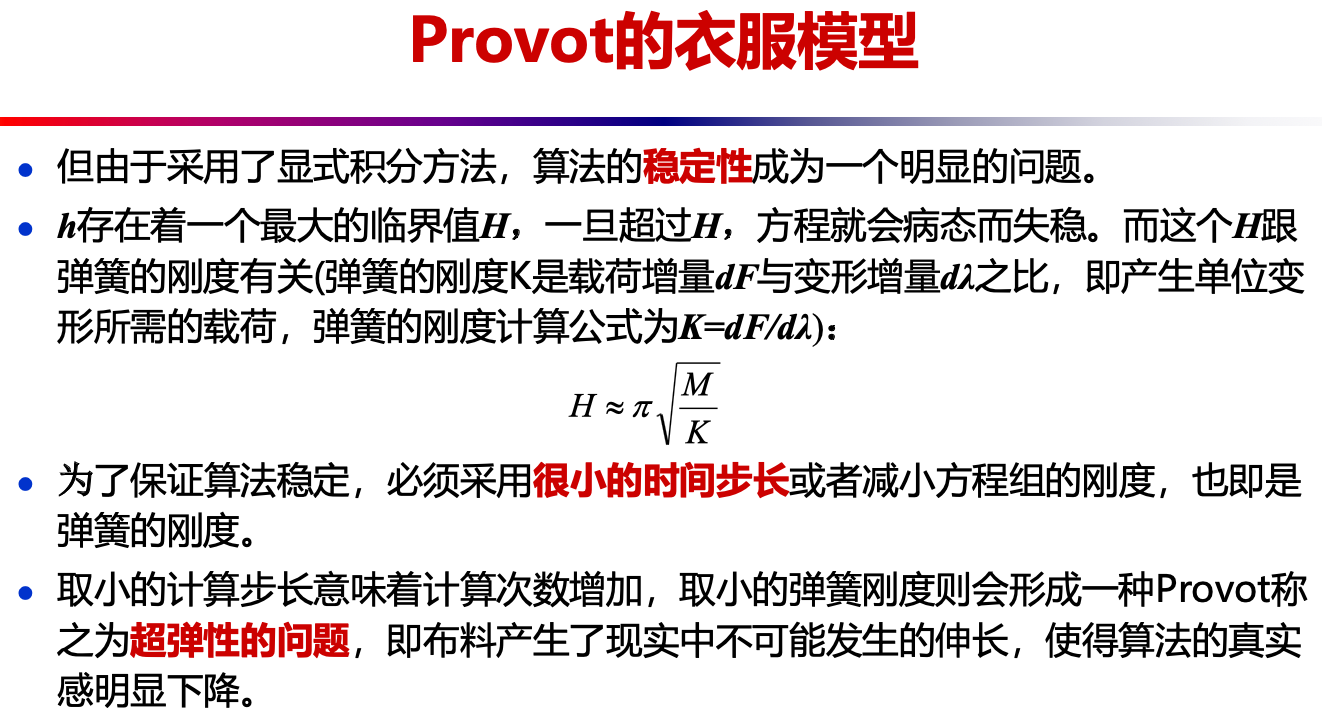 Provot的衣服模型
• 但由于采用了显式积分方法，算法的稳定性成为一个明显的问题。
• h存在着一个最大的临界值H，一旦超过H，方程就会病态而失稳。而这个H跟
弹簧的刚度有关(弹簧的刚度K是载荷增量dF与变形增量dλ之比，即产生单位变
形所需的载荷，弹簧的刚度计算公式为K=dF/dλ)：
H ≈ π√(M/K)
• 为了保证算法稳定，必须采用很小的时间步长或者减小方程组的刚度，也即是
弹簧的刚度。
• 取小的计算步长意味着计算次数增加，取小的弹簧刚度则会形成一种Provot称
之为超弹性的问题，即布料产生了现实中不可能发生的伸长，使得算法的真实
感明显下降。